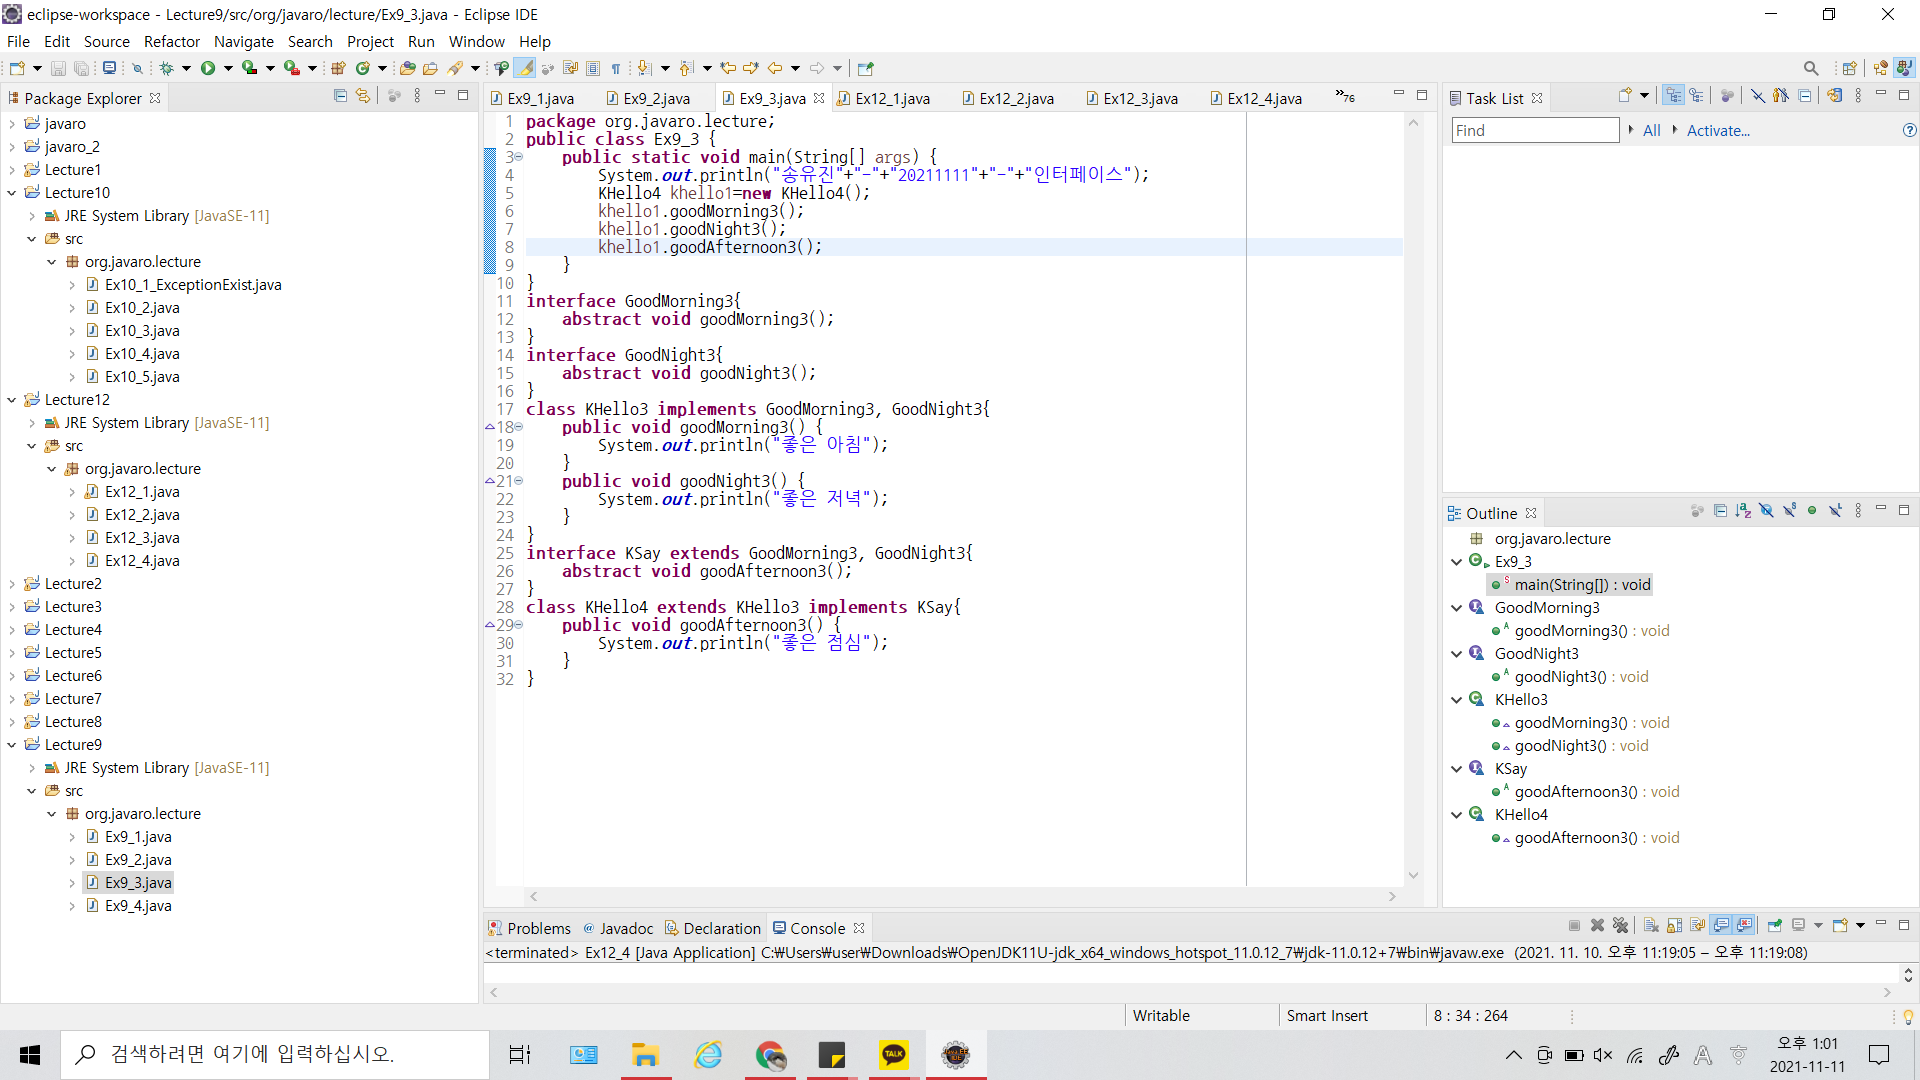 eclipse-workspace - Lecture9/src/org/javaro/lecture/Ex9_3.java - Eclipse IDE
File Edit Source Refactor Navigate Search Project Run Window Help
Package Explorer
javaro
javaro_2
Lecture1
Lecture10
JRE System Library [JavaSE-11]
src
org.javaro.lecture
Ex10_1_ExceptionExist.java
Ex10_2.java
Ex10_3.java
Ex10_4.java
Ex10_5.java
Lecture12
JRE System Library [JavaSE-11]
src
org.javaro.lecture
Ex12_1.java
Ex12_2.java
Ex12_3.java
Ex12_4.java
Lecture2
Lecture3
Lecture4
Lecture5
Lecture6
Lecture7
Lecture8
Lecture9
JRE System Library [JavaSE-11]
src
org.javaro.lecture
Ex9_1.java
Ex9_2.java
Ex9_3.java
Ex9_4.java
Ex9_1.java Ex9_2.java Ex9_3.java Ex12_1.java Ex12_2.java Ex12_3.java Ex12_4.java »76
1 package org.javaro.lecture;
2 public class Ex9_3 {
3 public static void main(String[] args) {
4 System.out.println("송유진"+"-"+"20211111"+"-"+"인터페이스");
5 KHello4 khello1=new KHello4();
6 khello1.goodMorning3();
7 khello1.goodNight3();
8 khello1.goodAfternoon3();
9 }
10 }
11 interface GoodMorning3{
12 abstract void goodMorning3();
13 }
14 interface GoodNight3{
15 abstract void goodNight3();
16 }
17 class KHello3 implements GoodMorning3, GoodNight3{
18 public void goodMorning3() {
19 System.out.println("좋은 아침");
20 }
21 public void goodNight3() {
22 System.out.println("좋은 저녁");
23 }
24 }
25 interface KSay extends GoodMorning3, GoodNight3{
26 abstract void goodAfternoon3();
27 }
28 class KHello4 extends KHello3 implements KSay{
29 public void goodAfternoon3() {
30 System.out.println("좋은 점심");
31 }
32 }
Task List
Find All Activate...
Outline
org.javaro.lecture
Ex9_3
main(String[]) : void
GoodMorning3
goodMorning3() : void
GoodNight3
goodNight3() : void
KHello3
goodMorning3() : void
goodNight3() : void
KSay
goodAfternoon3() : void
KHello4
goodAfternoon3() : void
Problems @ Javadoc Declaration Console
<terminated> Ex12_4 [Java Application] C:₩Users₩user₩Downloads₩OpenJDK11U-jdk_x64_windows_hotspot_11.0.12_7₩jdk-11.0.12+7₩bin₩javaw.exe (2021. 11. 10. 오후 11:19:05 – 오후 11:19:08)
Writable Smart Insert 8 : 34 : 264
검색하려면 여기에 입력하십시오.
TALK
A
오후 1:01
2021-11-11